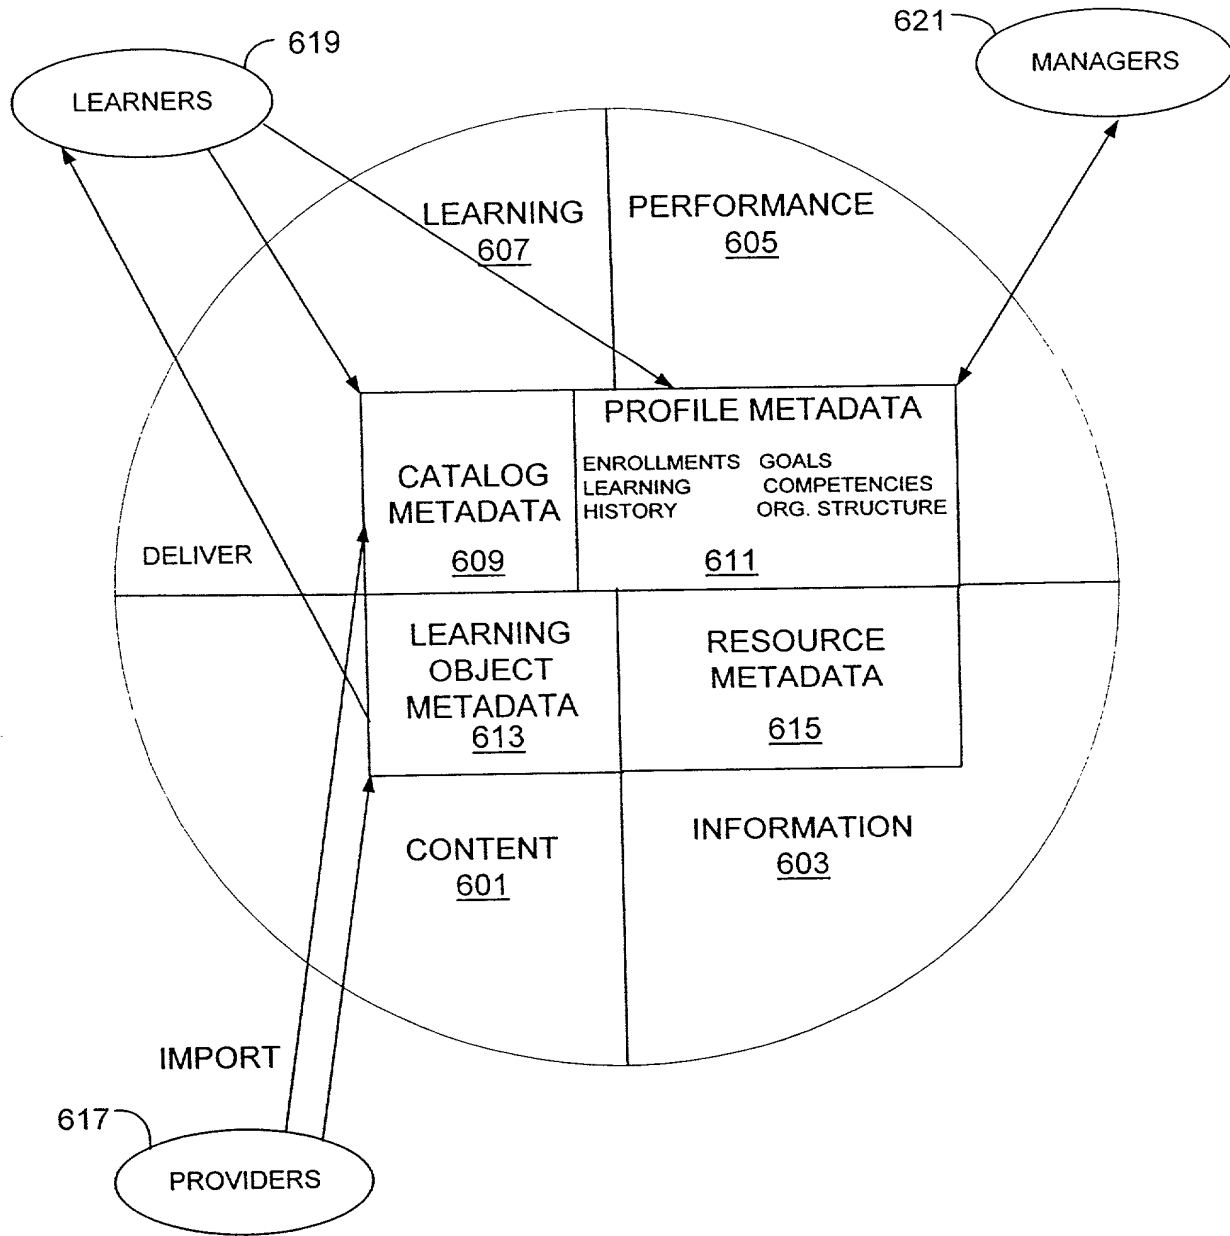 619
621
LEARNERS
MANAGERS
LEARNING
607
PERFORMANCE
605
PROFILE METADATA
CATALOG
METADATA
609
ENROLLMENTS GOALS
LEARNING COMPETENCIES
HISTORY ORG. STRUCTURE
611
DELIVER
LEARNING
OBJECT
METADATA
613
RESOURCE
METADATA
615
CONTENT
601
INFORMATION
603
IMPORT
617
PROVIDERS